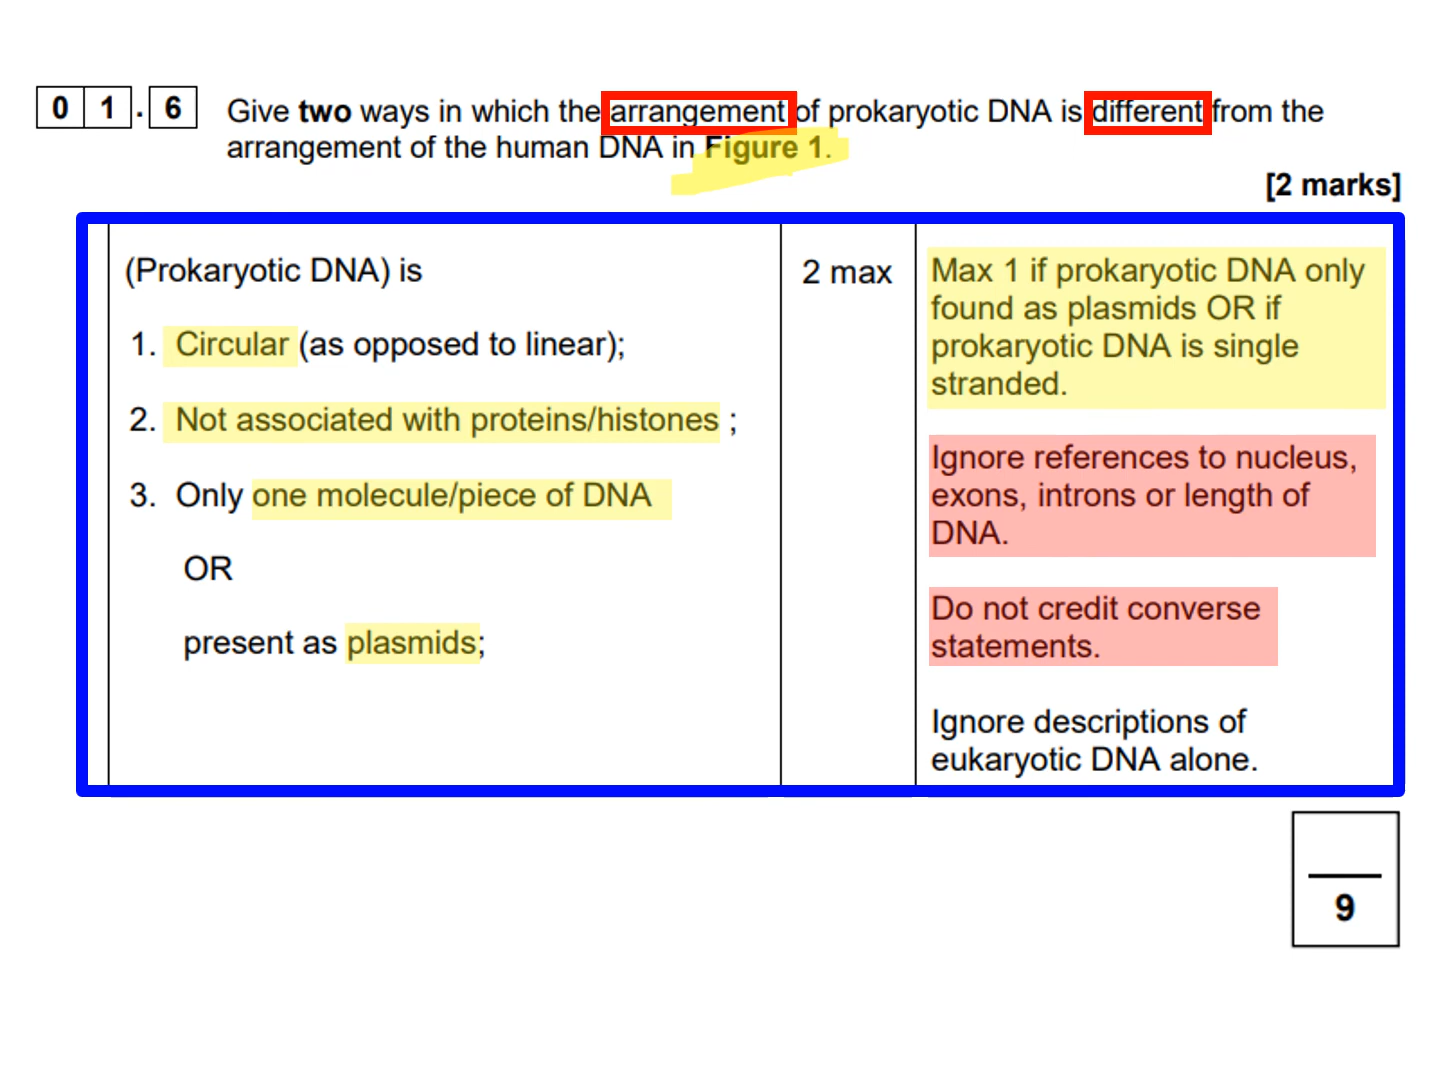 0 1 . 6 Give two ways in which the arrangement of prokaryotic DNA is different from the
arrangement of the human DNA in Figure 1.
[2 marks]
(Prokaryotic DNA) is
1. Circular (as opposed to linear);
2. Not associated with proteins/histones ;
3. Only one molecule/piece of DNA
OR
present as plasmids;
2 max
Max 1 if prokaryotic DNA only
found as plasmids OR if
prokaryotic DNA is single
stranded.
Ignore references to nucleus,
exons, introns or length of
DNA.
Do not credit converse
statements.
Ignore descriptions of
eukaryotic DNA alone.
9